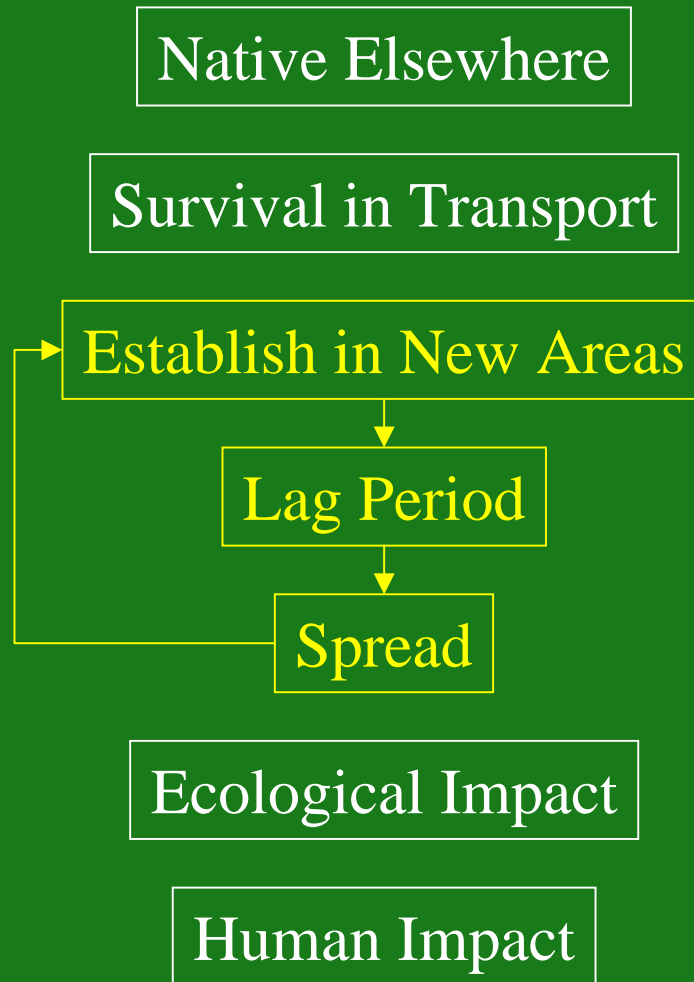 Native Elsewhere
Survival in Transport
Establish in New Areas
Lag Period
Spread
Ecological Impact
Human Impact